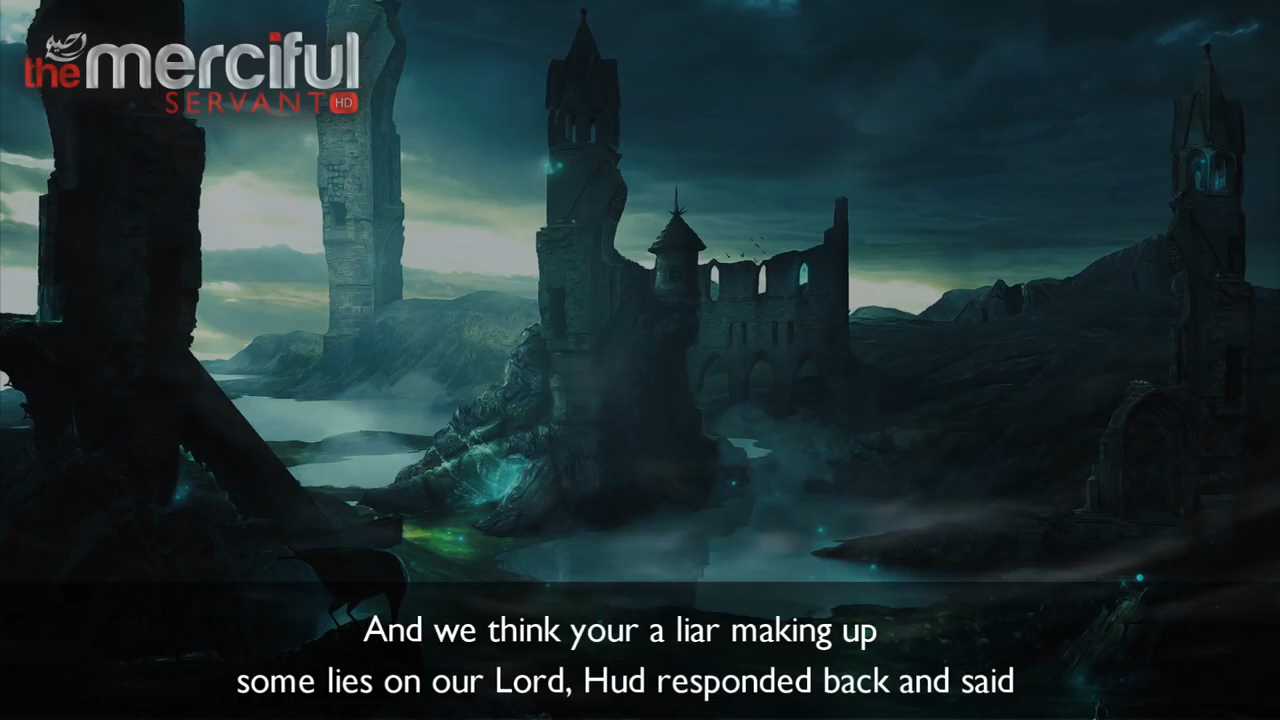 the merciful
SERVANT HD
And we think your a liar making up
some lies on our Lord, Hud responded back and said